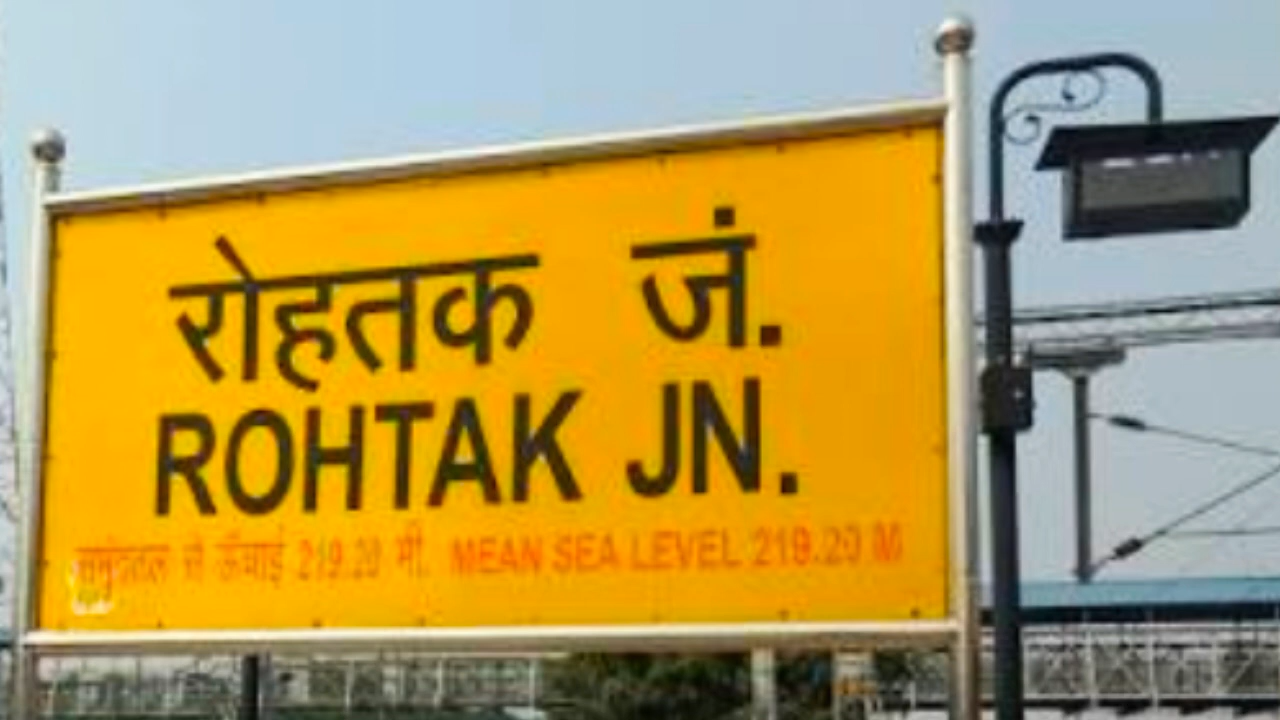 रोहतक जं.
ROHTAK JN.
समुद्रतल से ऊँचाई 219.20 मी. MEAN SEA LEVEL 219.20 M